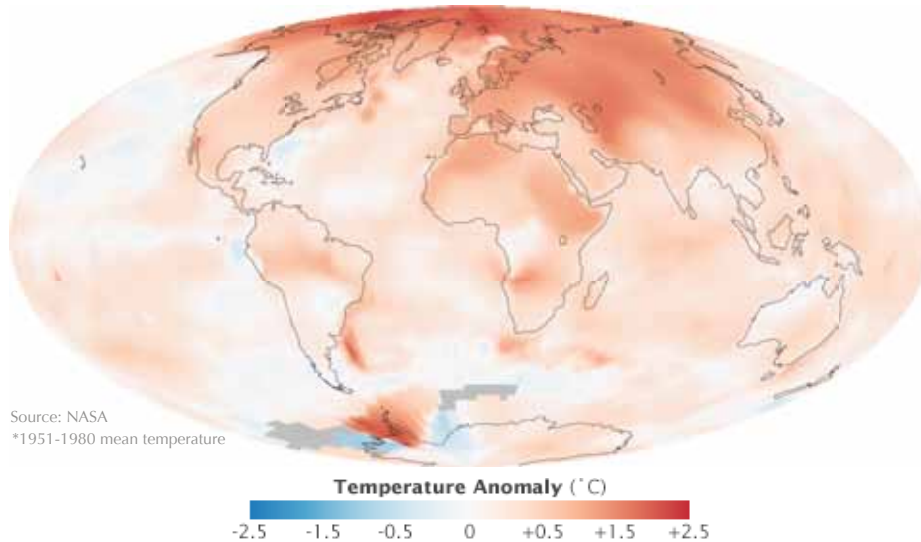 Source: NASA
*1951-1980 mean temperature
Temperature Anomaly (˚C)
-2.5 -1.5 -0.5 0 +0.5 +1.5 +2.5